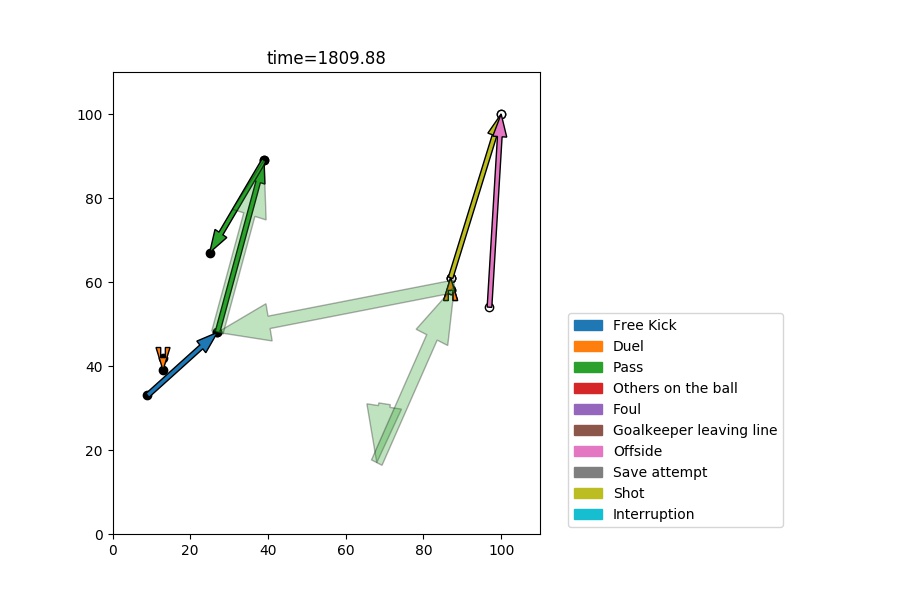 time=1809.88
100
80
60
40
20
0
0 20 40 60 80 100
Free Kick
Duel
Pass
Others on the ball
Foul
Goalkeeper leaving line
Offside
Save attempt
Shot
Interruption